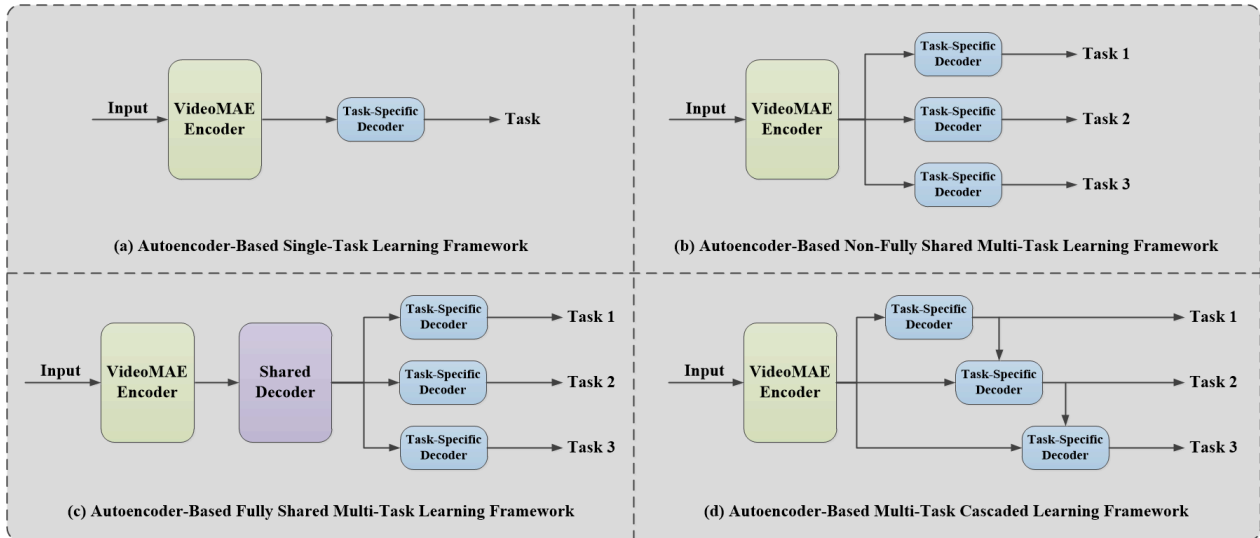 Input
VideoMAE
Encoder
Task-Specific
Decoder
Task
(a) Autoencoder-Based Single-Task Learning Framework
Input
VideoMAE
Encoder
Task-Specific
Decoder
Task 1
Task-Specific
Decoder
Task 2
Task-Specific
Decoder
Task 3
(b) Autoencoder-Based Non-Fully Shared Multi-Task Learning Framework
Input
VideoMAE
Encoder
Shared
Decoder
Task-Specific
Decoder
Task 1
Task-Specific
Decoder
Task 2
Task-Specific
Decoder
Task 3
(c) Autoencoder-Based Fully Shared Multi-Task Learning Framework
Input
VideoMAE
Encoder
Task-Specific
Decoder
Task 1
Task-Specific
Decoder
Task 2
Task-Specific
Decoder
Task 3
(d) Autoencoder-Based Multi-Task Cascaded Learning Framework